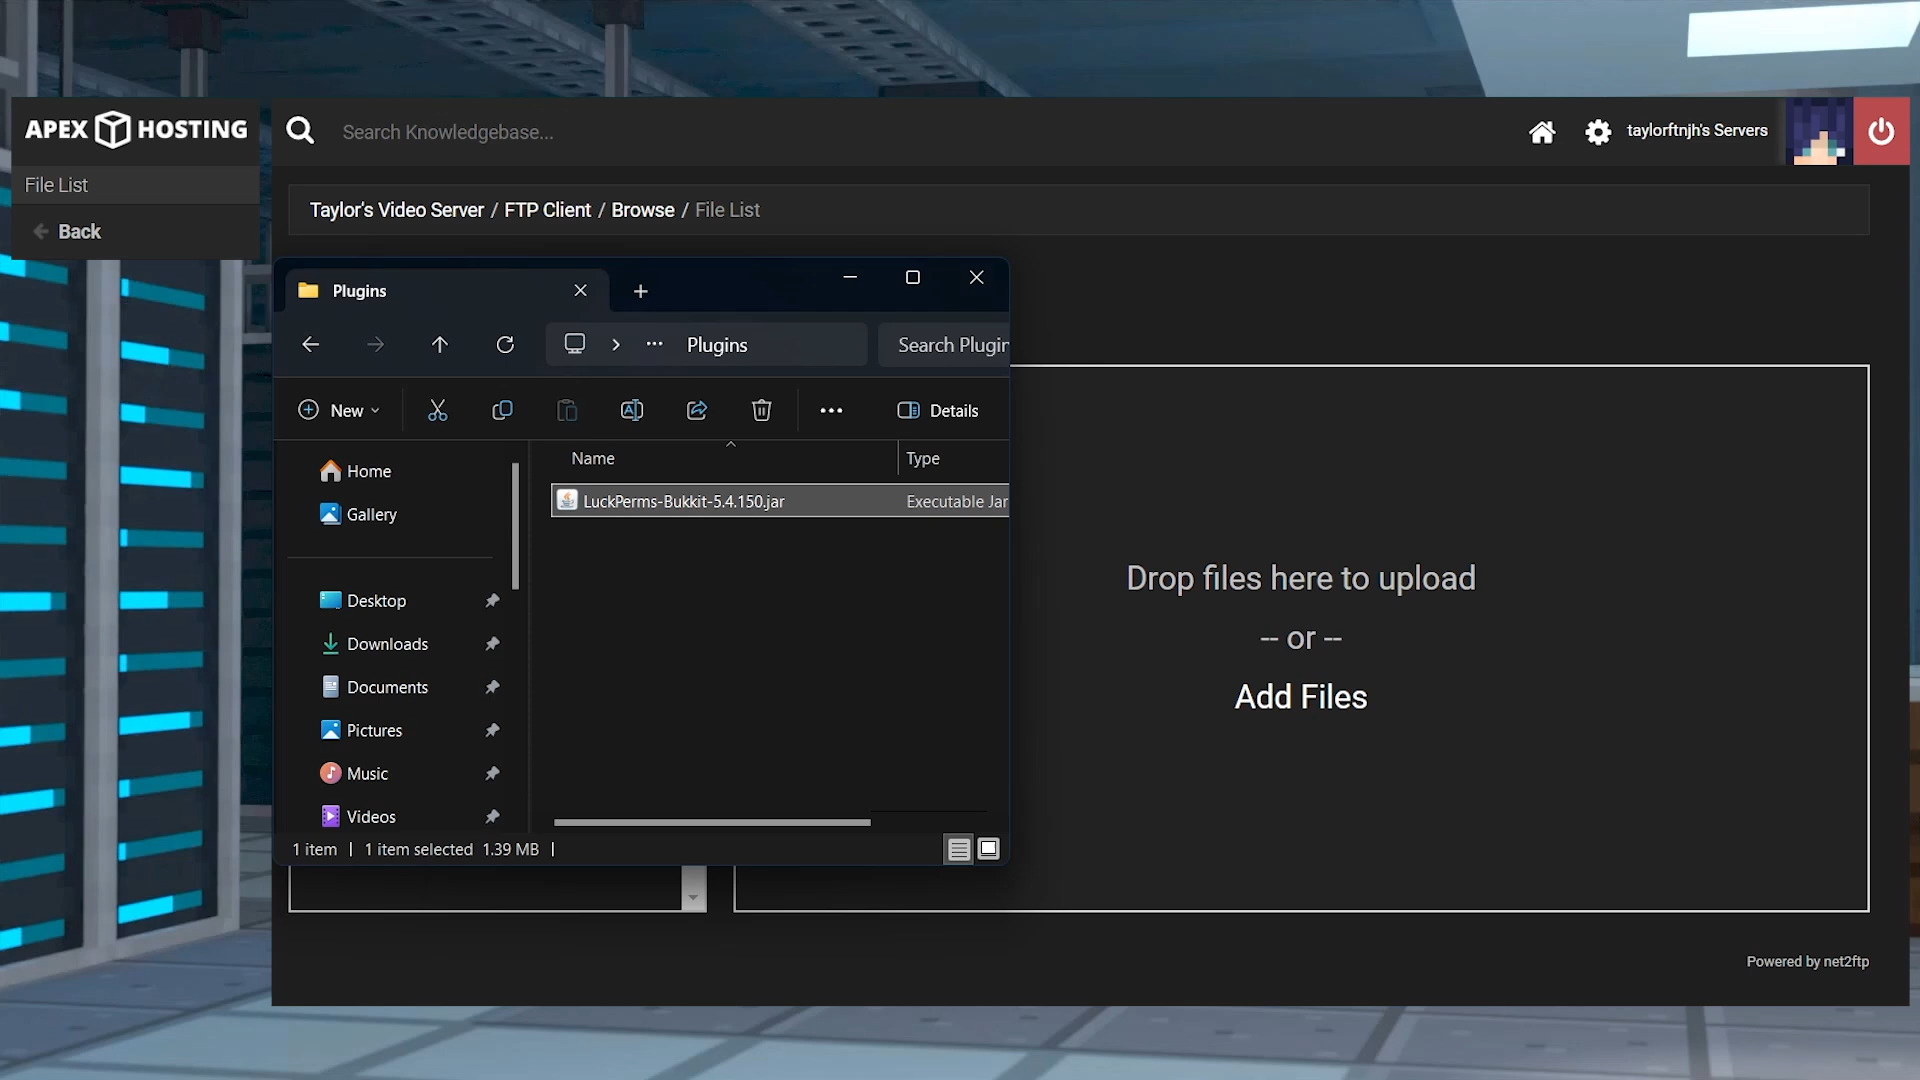 APEX HOSTING
Search Knowledgebase...
taylorftnjh's Servers
File List
Back
Taylor's Video Server / FTP Client / Browse / File List
Plugins
Plugins
Search Plugin
New
Details
Name
Type
Home
Gallery
LuckPerms-Bukkit-5.4.150.jar
Executable Jar
Desktop
Downloads
Documents
Pictures
Music
Videos
1 item | 1 item selected 1.39 MB |
Drop files here to upload
-- or --
Add Files
Powered by net2ftp